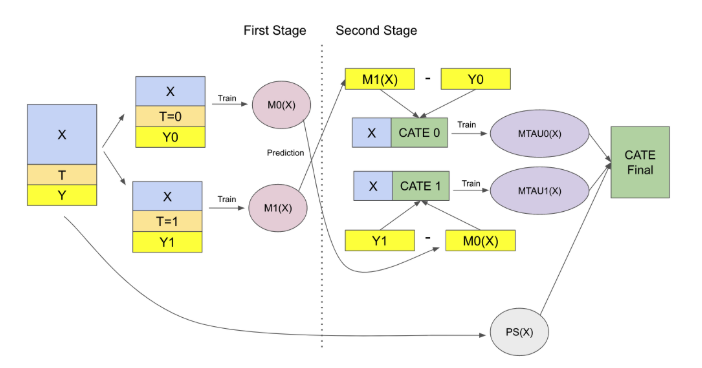 First Stage
Second Stage
X
T
Y
X
T=0
Y0
Train
M0(X)
X
T=1
Y1
Train
M1(X)
Prediction
M1(X) - Y0
X CATE 0
Train
MTAU0(X)
X CATE 1
Train
MTAU1(X)
Y1 - M0(X)
CATE
Final
PS(X)